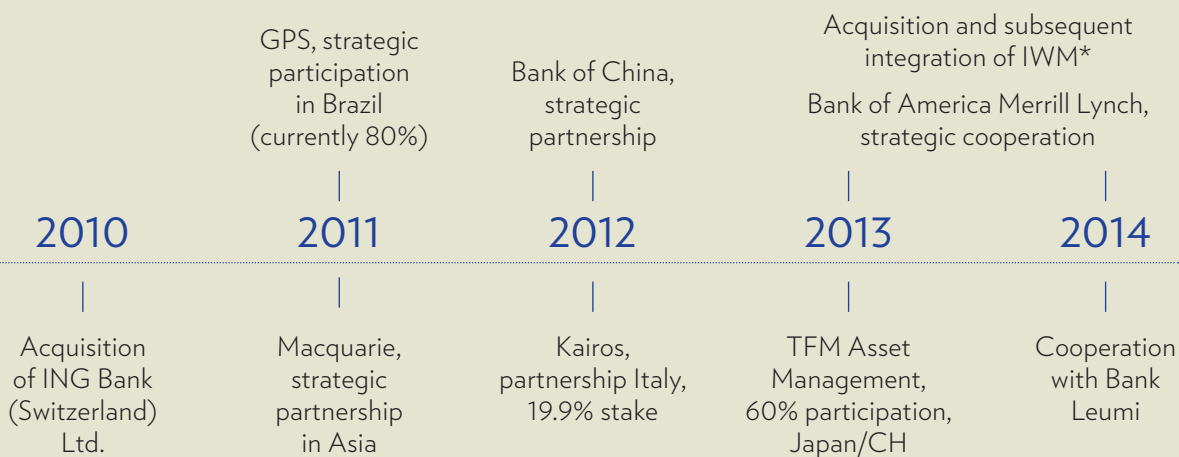 GPS, strategic
participation
in Brazil
(currently 80%)
Bank of China,
strategic
partnership
Acquisition and subsequent
integration of IWM*
Bank of America Merrill Lynch,
strategic cooperation
2010
2011
2012
2013
2014
Acquisition
of ING Bank
(Switzerland)
Ltd.
Macquarie,
strategic
partnership
in Asia
Kairos,
partnership Italy,
19.9% stake
TFM Asset
Management,
60% participation,
Japan/CH
Cooperation
with Bank
Leumi